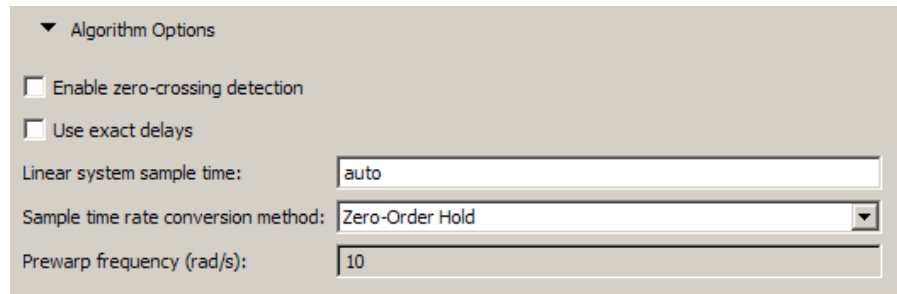 Algorithm Options
Enable zero-crossing detection
Use exact delays
Linear system sample time: auto
Sample time rate conversion method: Zero-Order Hold
Prewarp frequency (rad/s): 10